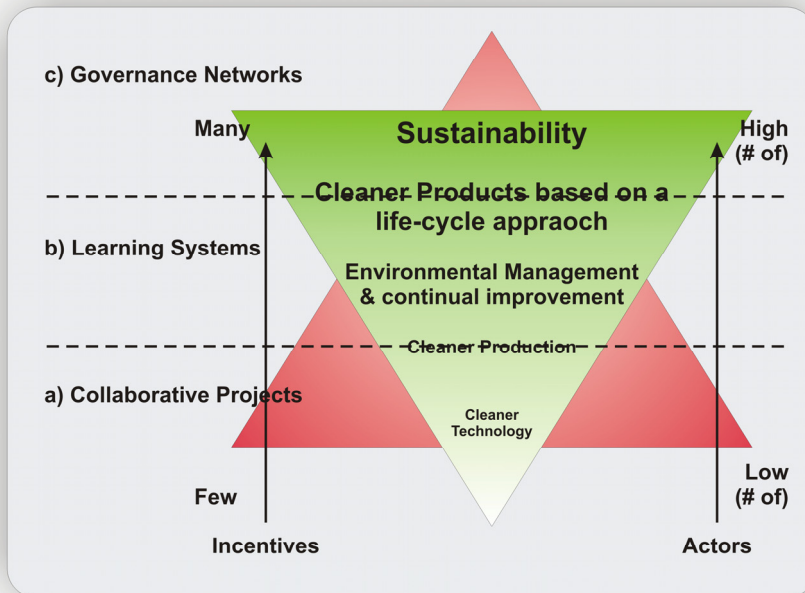 c) Governance Networks
Many
Sustainability
High
(# of)
Cleaner Products based on a
life-cycle appraoch
b) Learning Systems
Environmental Management
& continual improvement
Cleaner Production
a) Collaborative Projects
Cleaner
Technology
Few
Low
(# of)
Incentives
Actors